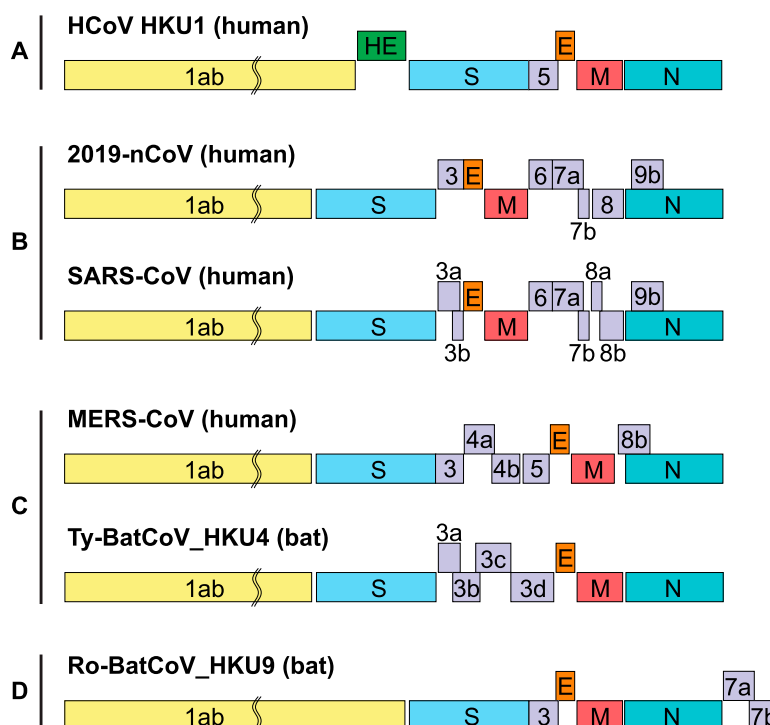 HCoV HKU1 (human)
A
HE
E
1ab
S
5
M
N
2019-nCoV (human)
3
E
6
7a
9b
1ab
S
M
8
N
7b
B
SARS-CoV (human)
3a
8a
E
6
7a
9b
1ab
S
M
N
3b
7b
8b
MERS-CoV (human)
4a
E
8b
1ab
S
3
4b
5
M
N
C
Ty-BatCoV_HKU4 (bat)
3a
3c
E
1ab
S
3b
3d
M
N
Ro-BatCoV_HKU9 (bat)
D
E
7a
1ab
S
3
M
N